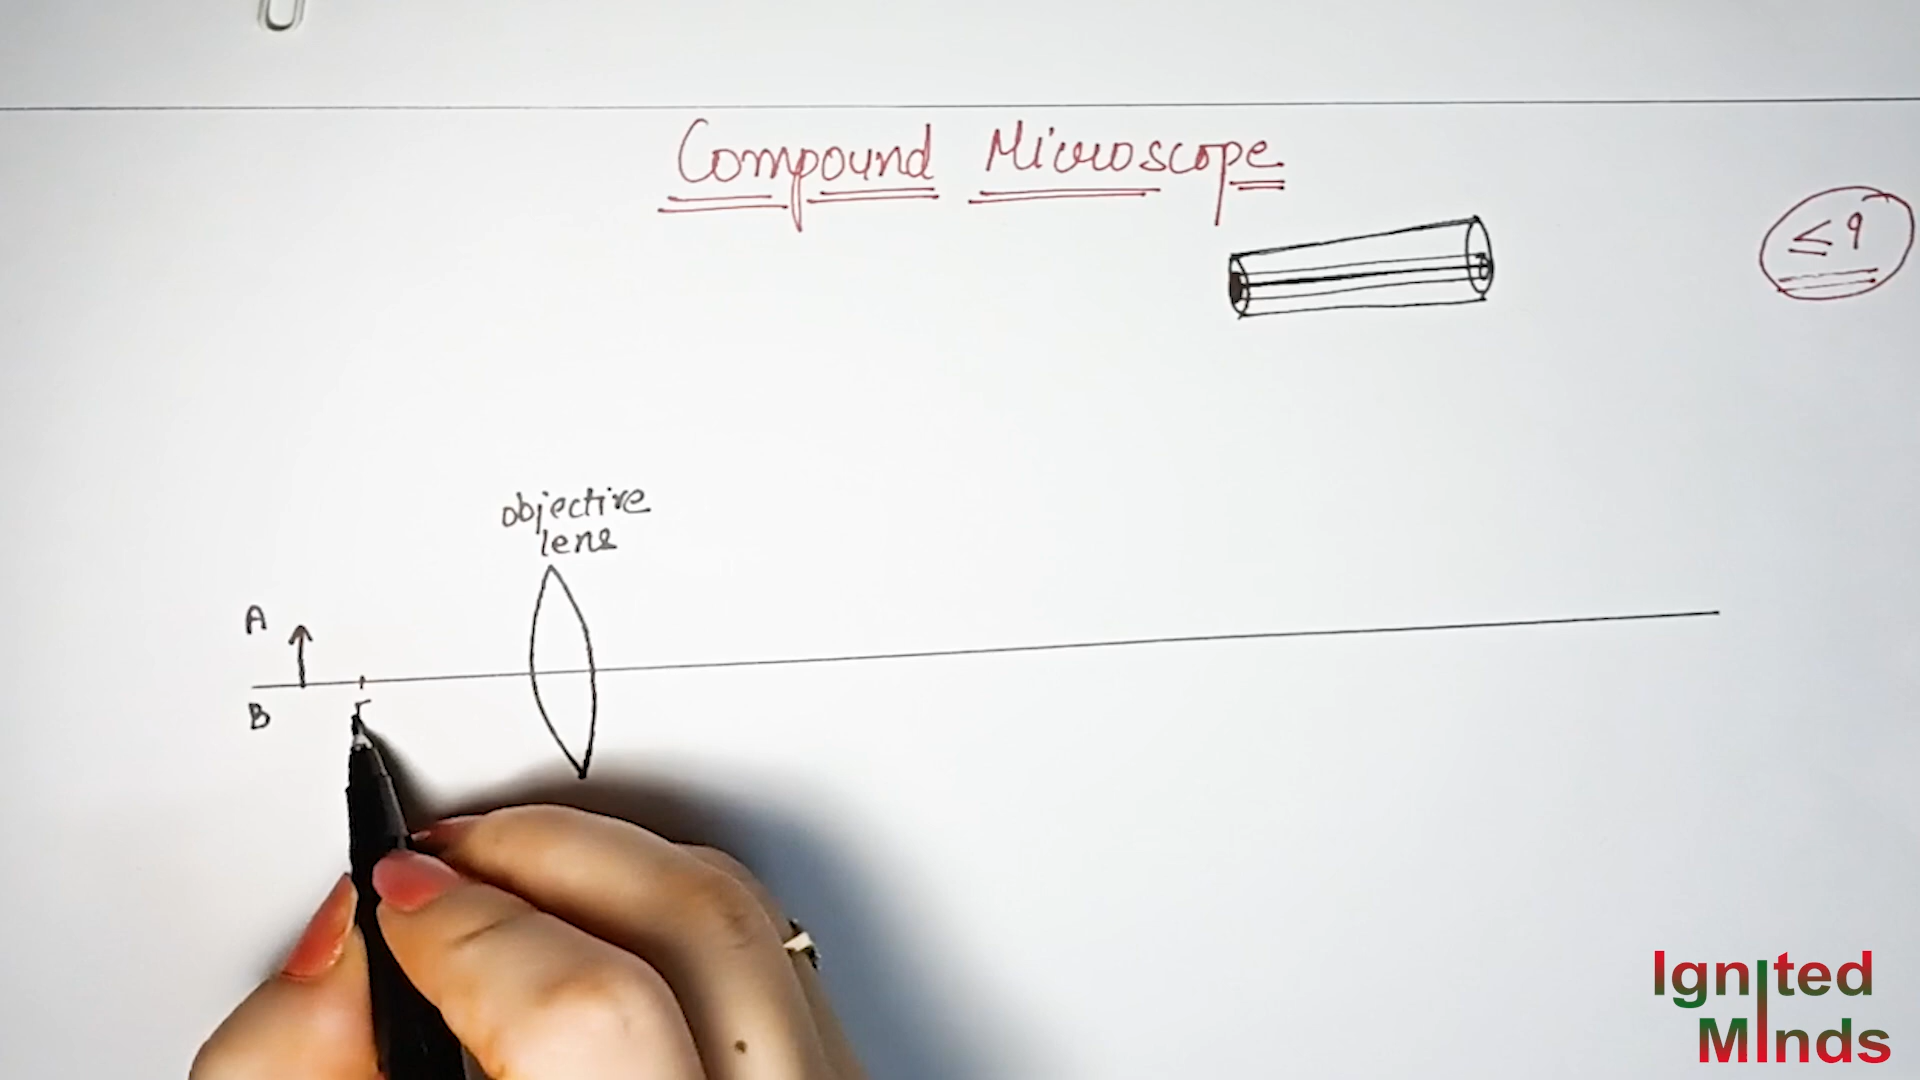 Compound Microscope
≤ 9
objective
lens
A
B
F
Ignited
Minds